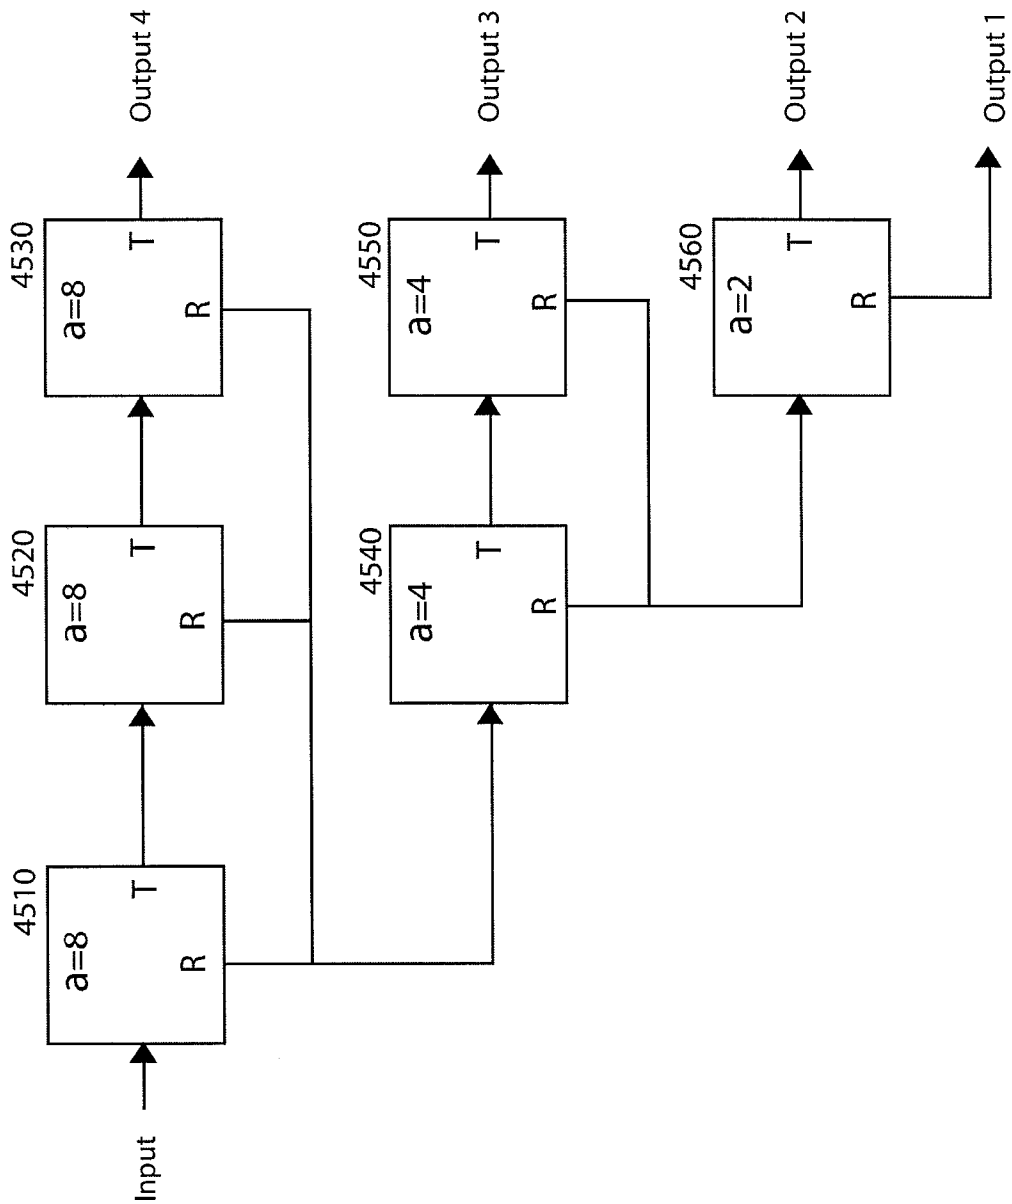 Input
4510
a=8
T
R
4520
a=8
T
R
4530
a=8
T
R
Output 4
4540
a=4
T
R
4550
a=4
T
R
Output 3
4560
a=2
T
R
Output 2
Output 1